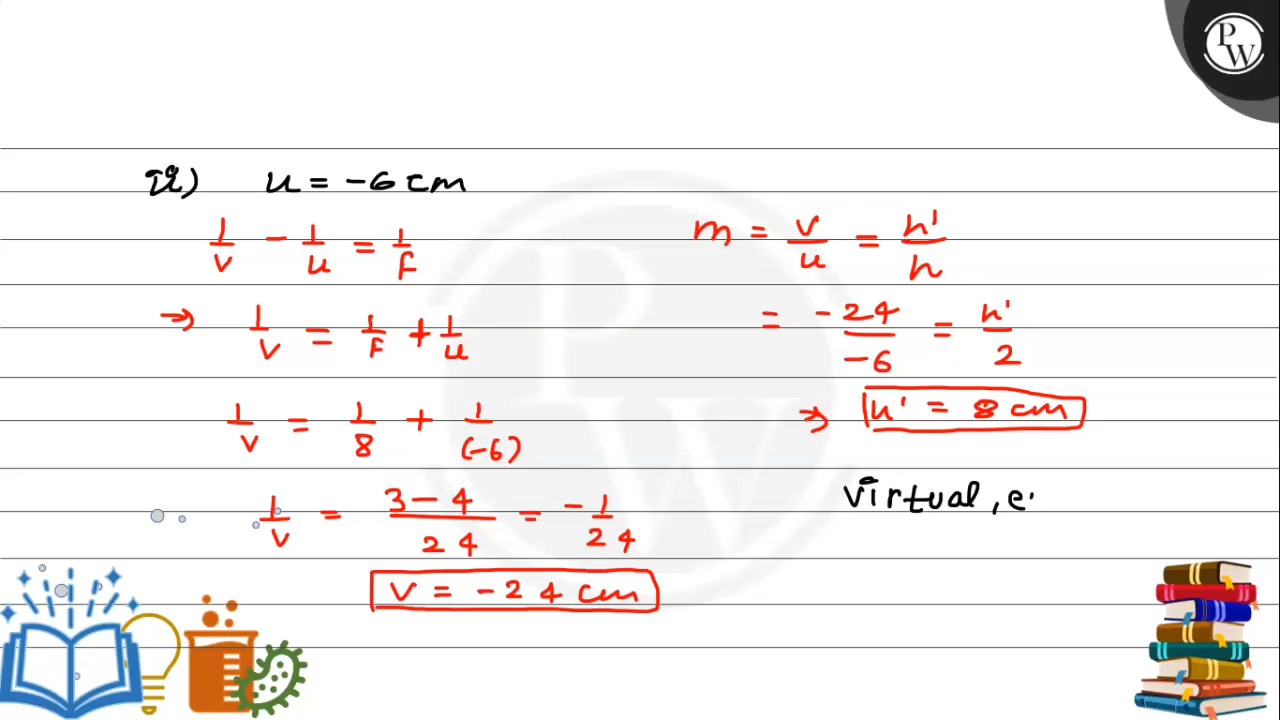 PW
ii) u = -6 cm
1/v - 1/u = 1/f
⇒ 1/v = 1/f + 1/u
1/v = 1/8 + 1/(-6)
1/v = 3-4/24 = -1/24
v = -24 cm
m = v/u = h'/h
= -24/-6 = h'/2
⇒ h' = 8 cm
Virtual, e